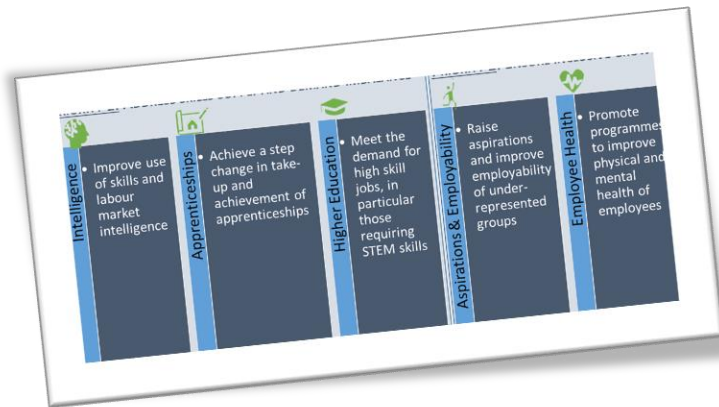 Intelligence
• Improve use
of skills and
labour
market
intelligence
Apprenticeships
• Achieve a step
change in take-
up and
achievement of
apprenticeships
Higher Education
• Meet the
demand for
high skill
jobs, in
particular
those
requiring
STEM skills
Aspirations & Employability
• Raise
aspirations
and improve
employability
of under-
represented
groups
Employee Health
• Promote
programmes
to improve
physical and
mental
health of
employees